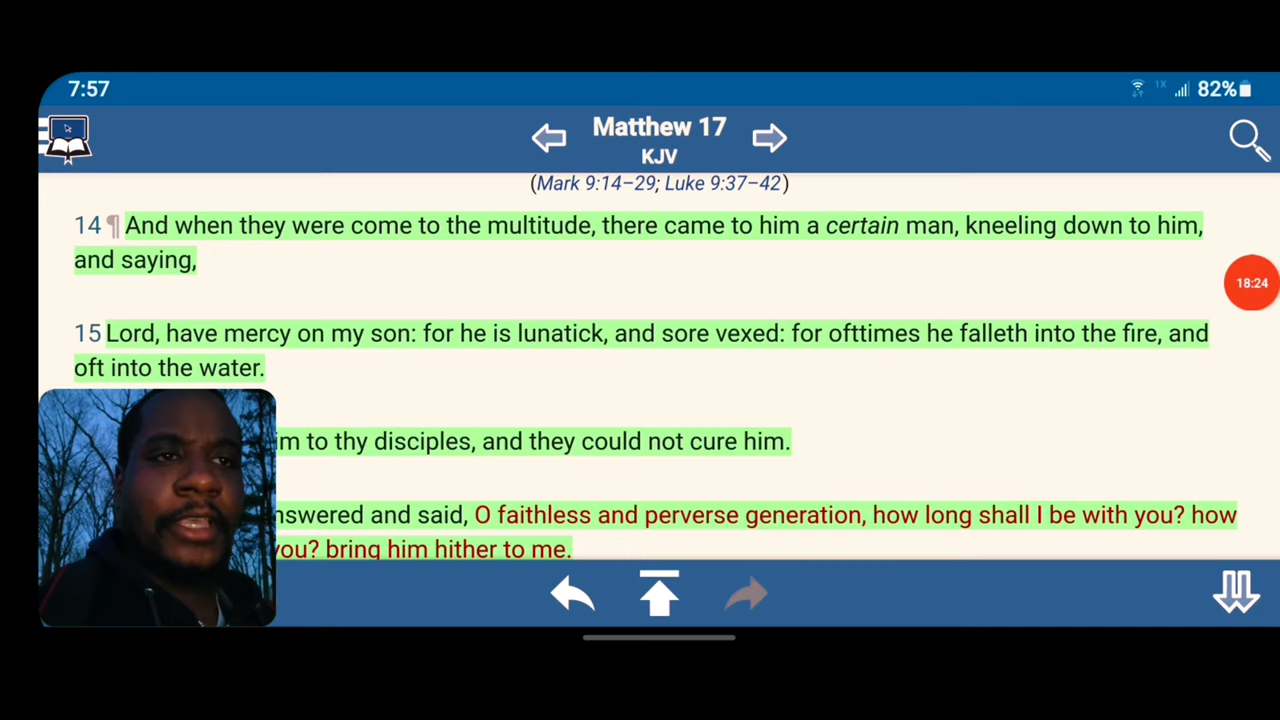 7:57
1X
82%
Matthew 17
KJV
(Mark 9:14–29; Luke 9:37–42)
14 ¶ And when they were come to the multitude, there came to him a certain man, kneeling down to him,
and saying,
15 Lord, have mercy on my son: for he is lunatick, and sore vexed: for ofttimes he falleth into the fire, and
oft into the water.
18:24
im to thy disciples, and they could not cure him.
nswered and said, O faithless and perverse generation, how long shall I be with you? how
you? bring him hither to me.